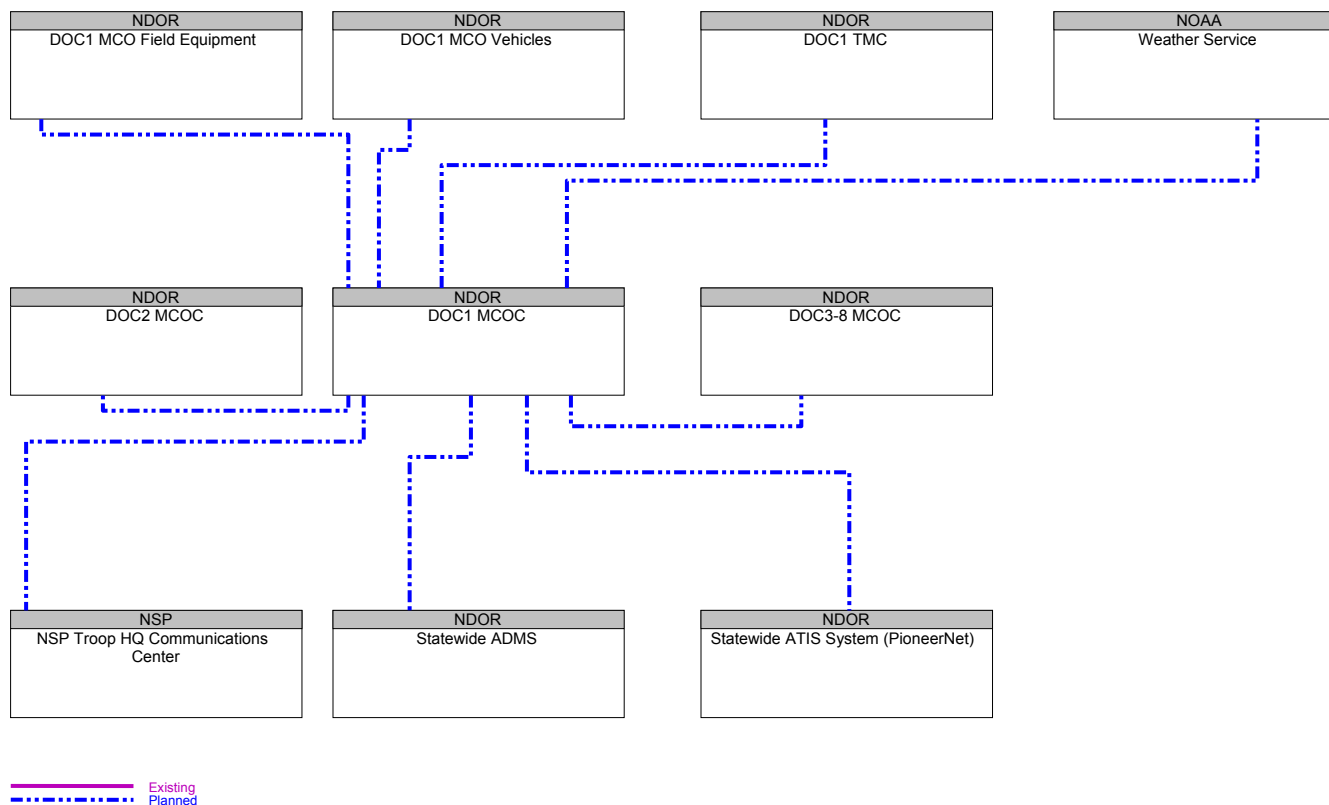 NDOR
DOC1 MCO Field Equipment
NDOR
DOC1 MCO Vehicles
NDOR
DOC1 TMC
NOAA
Weather Service
NDOR
DOC2 MCOC
NDOR
DOC1 MCOC
NDOR
DOC3-8 MCOC
NSP
NSP Troop HQ Communications
Center
NDOR
Statewide ADMS
NDOR
Statewide ATIS System (PioneerNet)
Existing
Planned